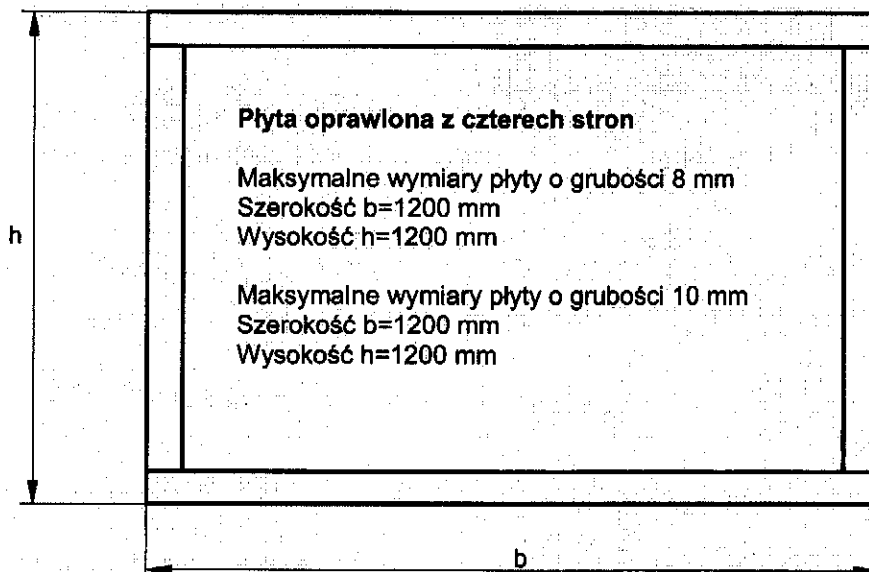 Płyta oprawiona z czterech stron
Maksymalne wymiary płyty o grubości 8 mm
Szerokość b=1200 mm
Wysokość h=1200 mm
h
Maksymalne wymiary płyty o grubości 10 mm
Szerokość b=1200 mm
Wysokość h=1200 mm
b